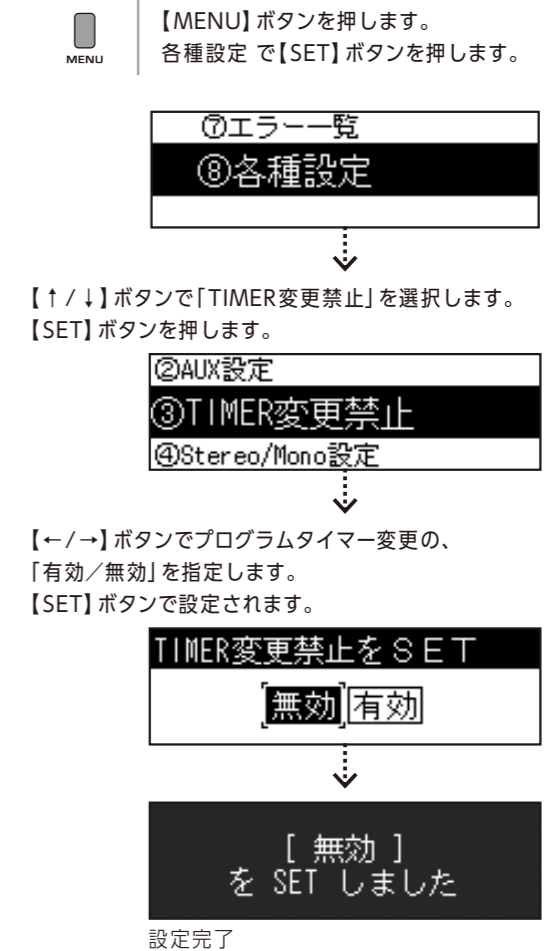 MENU
【MENU】ボタンを押します。
各種設定 で【SET】ボタンを押します。
⑦エラー一覧
⑧各種設定
【↑/↓】ボタンで「TIMER変更禁止」を選択します。
【SET】ボタンを押します。
②AUX設定
③TIMER変更禁止
④Stereo/Mono設定
【←/→】ボタンでプログラムタイマー変更の、
「有効／無効」を指定します。
【SET】ボタンで設定されます。
TIMER変更禁止をＳＥＴ
[無効] 有効
[ 無効 ]
を SET しました
設定完了